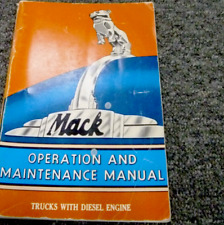 Mack
OPERATION AND
MAINTENANCE MANUAL
TRUCKS WITH DIESEL ENGINE